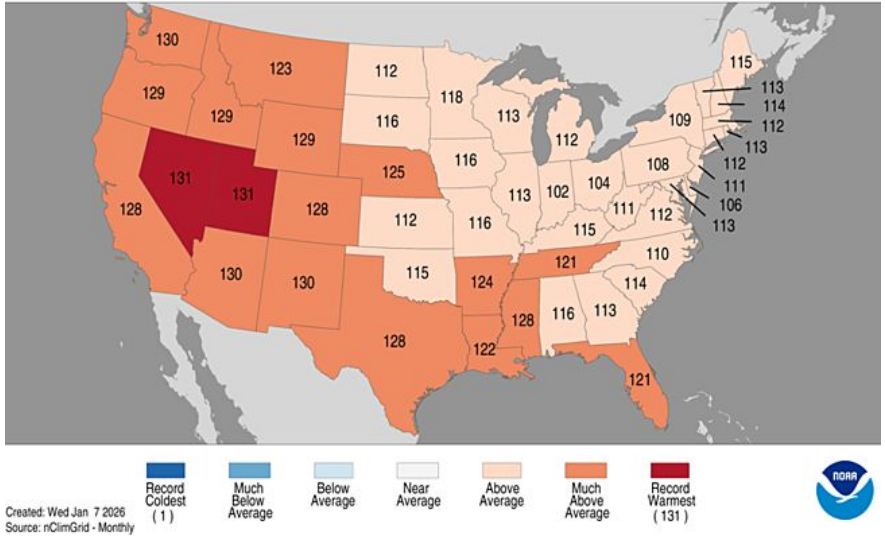 130
123
112
118
115
129
129
116
113
112
109
113
114
112
113
112
129
125
116
113
102
104
108
111
106
113
131
131
128
128
112
116
115
111
112
110
130
130
115
124
121
114
128
122
128
116
113
121
Record
Coldest
( 1 )
Much
Below
Average
Below
Average
Near
Average
Above
Average
Much
Above
Average
Record
Warmest
( 131 )
NOAA
Created: Wed Jan 7 2026
Source: nClimGrid - Monthly